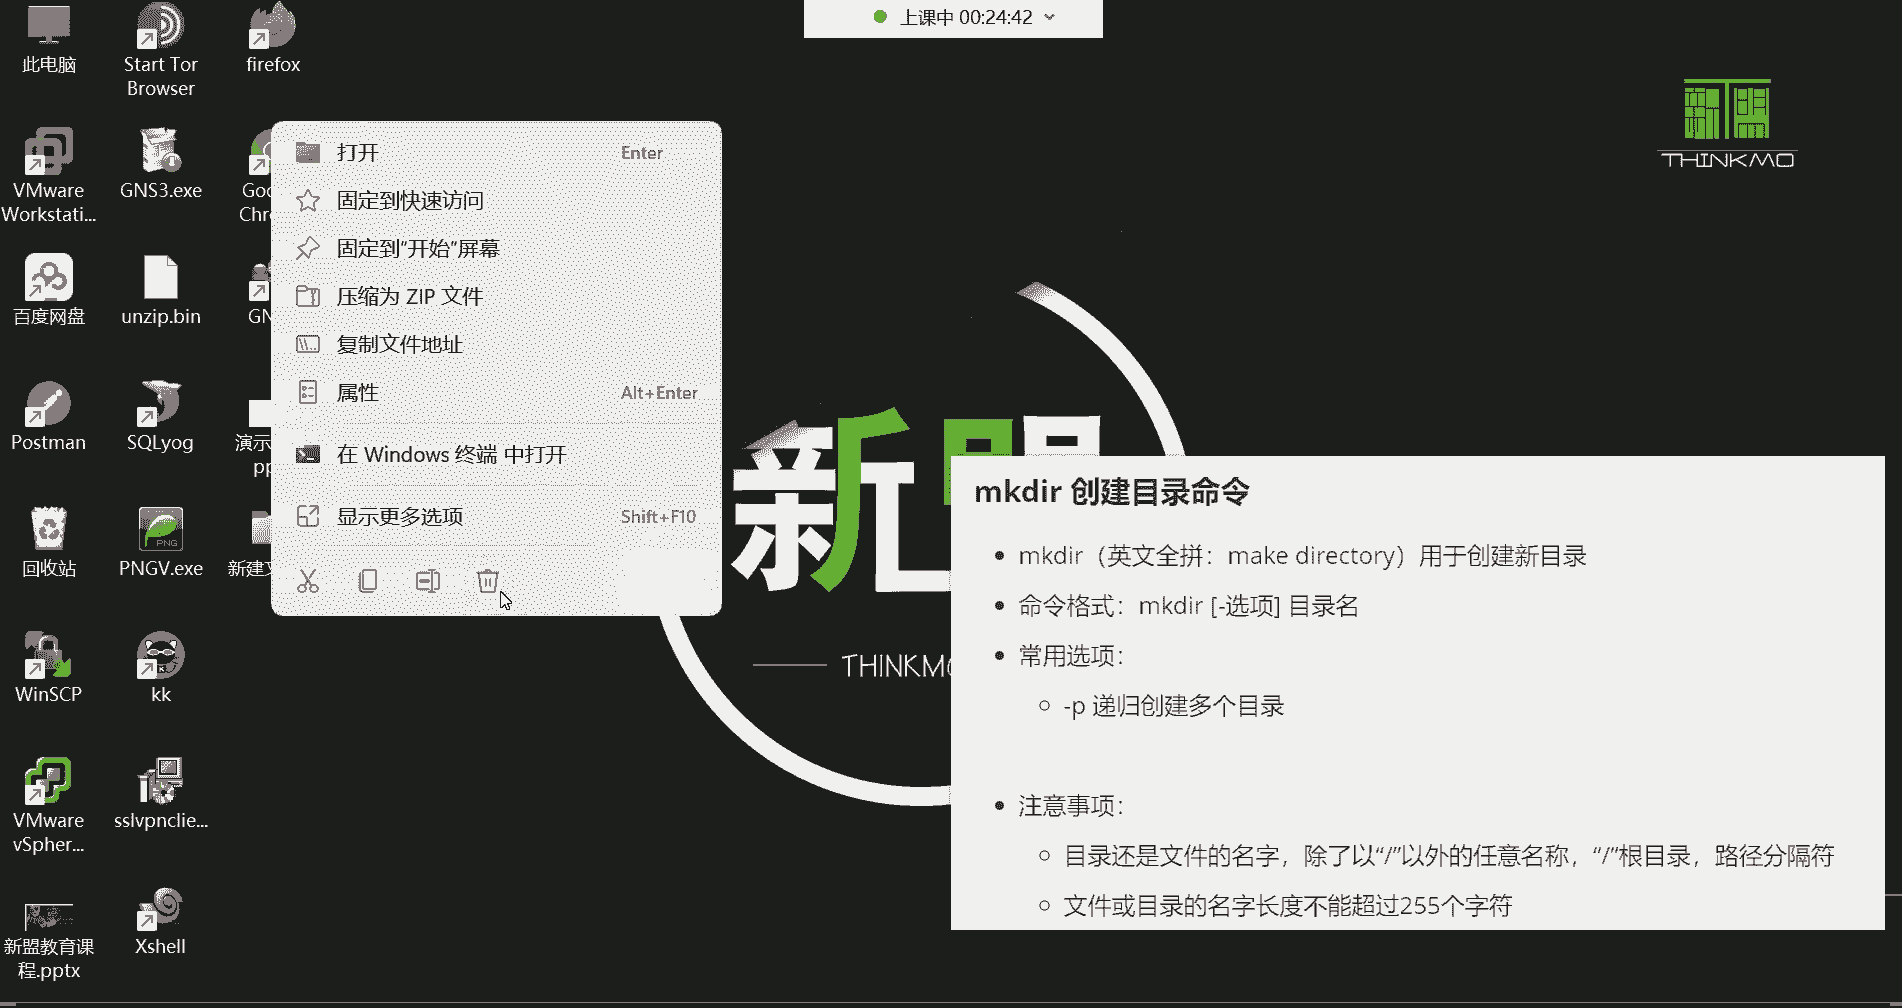 上课中 00:24:42
此电脑
Start Tor
Browser
firefox
VMware
Workstati...
GNS3.exe
Goo
Chr
百度网盘
unzip.bin
GN
Postman
SQLyog
演示
pp
回收站
PNG
PNGV.exe
新建
WinSCP
kk
VMware
vSpher...
sslvpnclie...
新盟教育课
程.pptx
Xshell
打开 Enter
固定到快速访问
固定到"开始"屏幕
压缩为 ZIP 文件
复制文件地址
属性 Alt+Enter
在 Windows 终端 中打开
显示更多选项 Shift+F10
THINKMO
新
THINKMO
mkdir 创建目录命令
mkdir（英文全拼：make directory）用于创建新目录
命令格式：mkdir [-选项] 目录名
常用选项：
-p 递归创建多个目录
注意事项：
目录还是文件的名字，除了以“/”以外的任意名称，“/”根目录，路径分隔符
文件或目录的名字长度不能超过255个字符